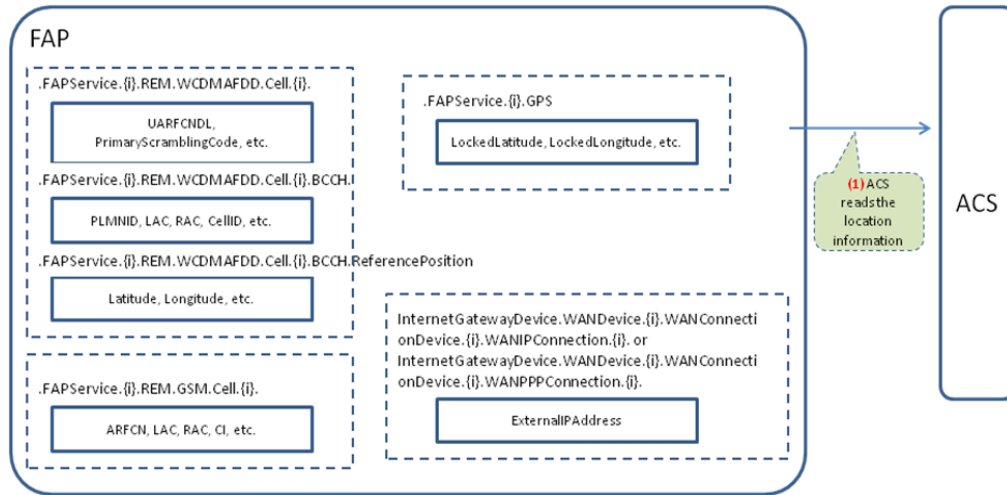 FAP
.FAPService.{i}.REM.WCDMAFDD.Cell.{i}.
UARFCNDL,
PrimaryScramblingCode, etc.
.FAPService.{i}.REM.WCDMAFDD.Cell.{i}.BCCH.
PLMNID, LAC, RAC, CellID, etc.
.FAPService.{i}.REM.WCDMAFDD.Cell.{i}.BCCH.ReferencePosition
Latitude, Longitude, etc.
.FAPService.{i}.REM.GSM.Cell.{i}.
ARFCN, LAC, RAC, CI, etc.
.FAPService.{i}.GPS
LockedLatitude, LockedLongitude, etc.
InternetGatewayDevice.WANDevice.{i}.WANConnecti
onDevice.{i}.WANIPConnection.{i}. or
InternetGatewayDevice.WANDevice.{i}.WANConnecti
onDevice.{i}.WANPPPConnection.{i}.
ExternalIPAddress
(1) ACS
reads the
location
information
ACS